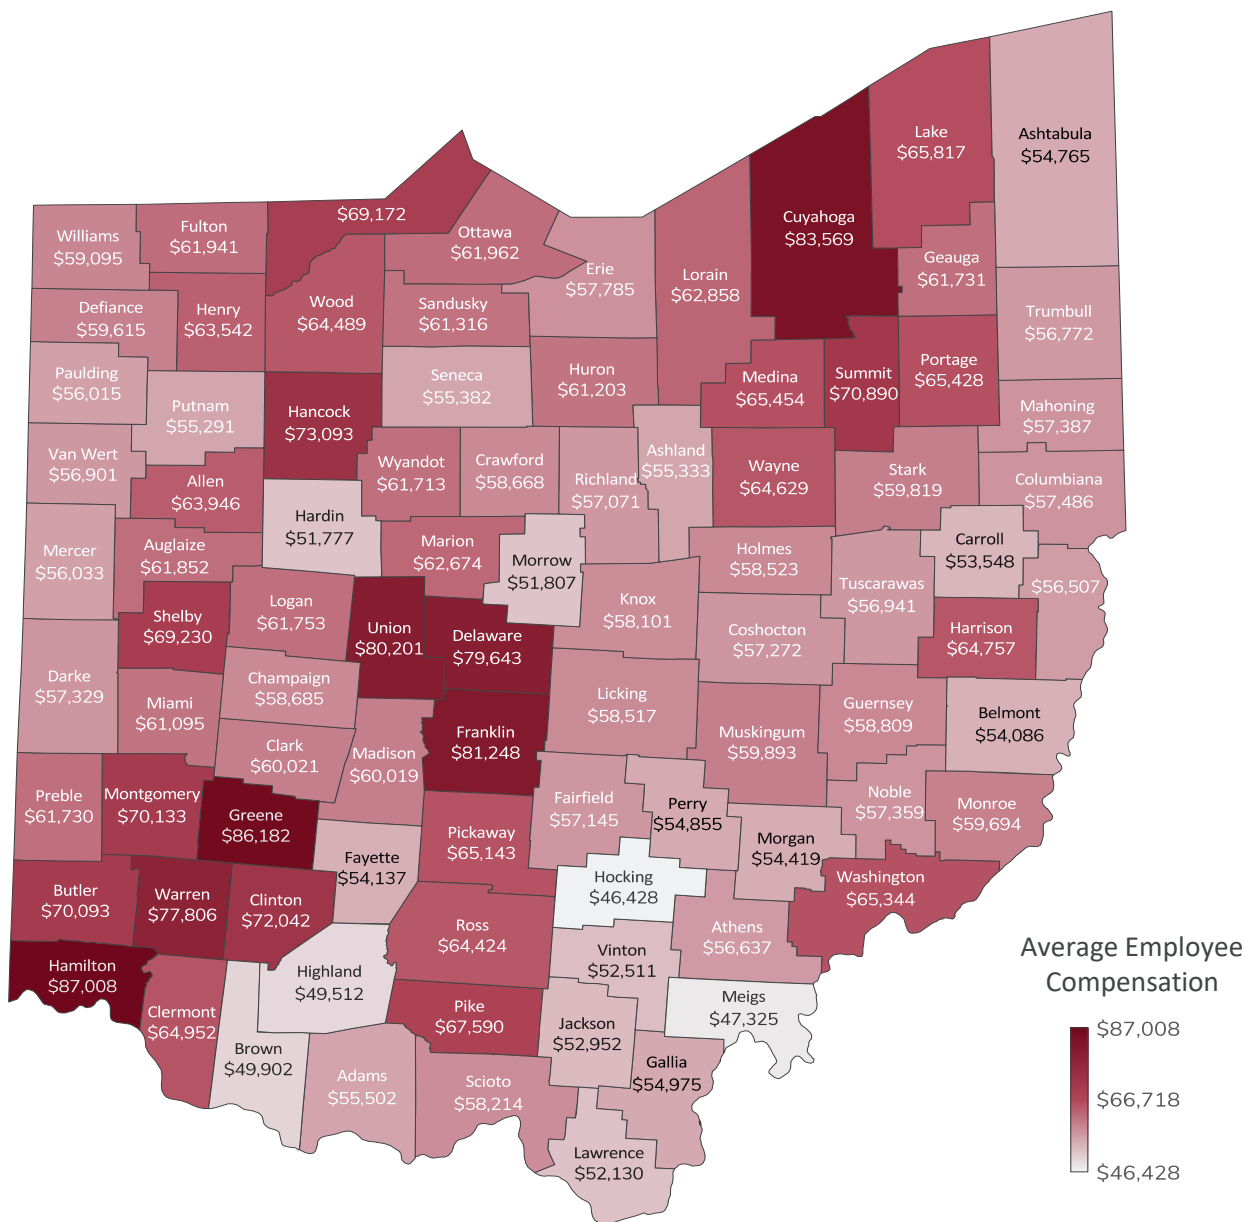 Lake
$65,817
Ashtabula
$54,765
Cuyahoga
$83,569
$69,172
Fulton
$61,941
Williams
$59,095
Ottawa
$61,962
Geauga
$61,731
Erie
$57,785
Lorain
$62,858
Defiance
$59,615
Henry
$63,542
Wood
$64,489
Sandusky
$61,316
Trumbull
$56,772
Paulding
$56,015
Putnam
$55,291
Hancock
$73,093
Seneca
$55,382
Huron
$61,203
Medina
$65,454
Summit
$70,890
Portage
$65,428
Mahoning
$57,387
Van Wert
$56,901
Allen
$63,946
Wyandot
$61,713
Crawford
$58,668
Richland
$57,071
Ashland
$55,333
Wayne
$64,629
Stark
$59,819
Columbiana
$57,486
Hardin
$51,777
Mercer
$56,033
Auglaize
$61,852
Marion
$62,674
Morrow
$51,807
Holmes
$58,523
Carroll
$53,548
Tuscarawas
$56,941
$56,507
Shelby
$69,230
Logan
$61,753
Union
$80,201
Delaware
$79,643
Knox
$58,101
Coshocton
$57,272
Harrison
$64,757
Darke
$57,329
Miami
$61,095
Champaign
$58,685
Licking
$58,517
Guernsey
$58,809
Belmont
$54,086
Clark
$60,021
Madison
$60,019
Franklin
$81,248
Muskingum
$59,893
Preble
$61,730
Montgomery
$70,133
Greene
$86,182
Pickaway
$65,143
Fairfield
$57,145
Perry
$54,855
Morgan
$54,419
Noble
$57,359
Monroe
$59,694
Fayette
$54,137
Butler
$70,093
Warren
$77,806
Clinton
$72,042
Ross
$64,424
Hocking
$46,428
Athens
$56,637
Washington
$65,344
Hamilton
$87,008
Highland
$49,512
Vinton
$52,511
Meigs
$47,325
Clermont
$64,952
Brown
$49,902
Pike
$67,590
Jackson
$52,952
Gallia
$54,975
Adams
$55,502
Scioto
$58,214
Lawrence
$52,130
Average Employee
Compensation
$87,008
$66,718
$46,428